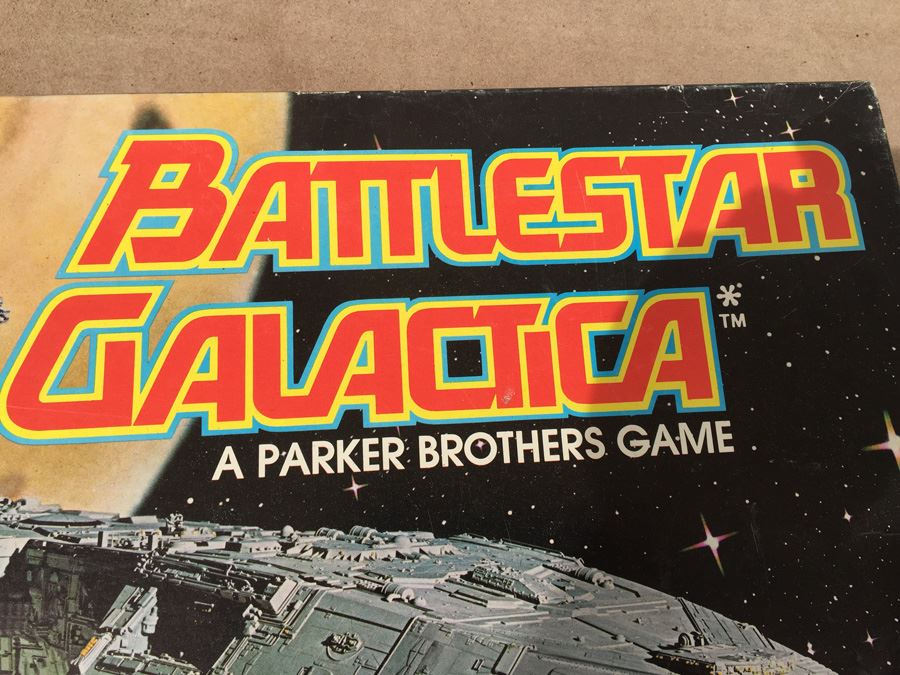 BATTLESTAR
GALACTICA*
TM
A PARKER BROTHERS GAME